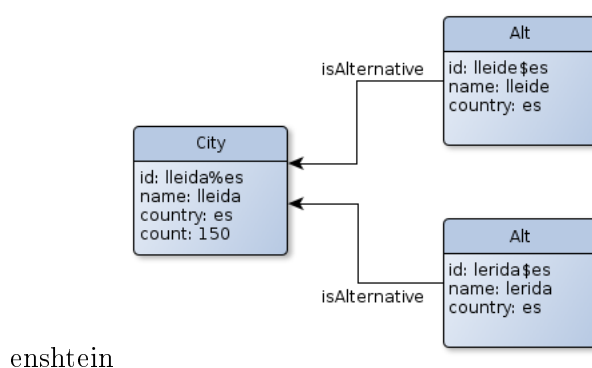 Alt
id: lleide$es
name: lleide
country: es
isAlternative
City
id: lleida%es
name: lleida
country: es
count: 150
Alt
id: lerida$es
name: lerida
country: es
isAlternative
enshtein